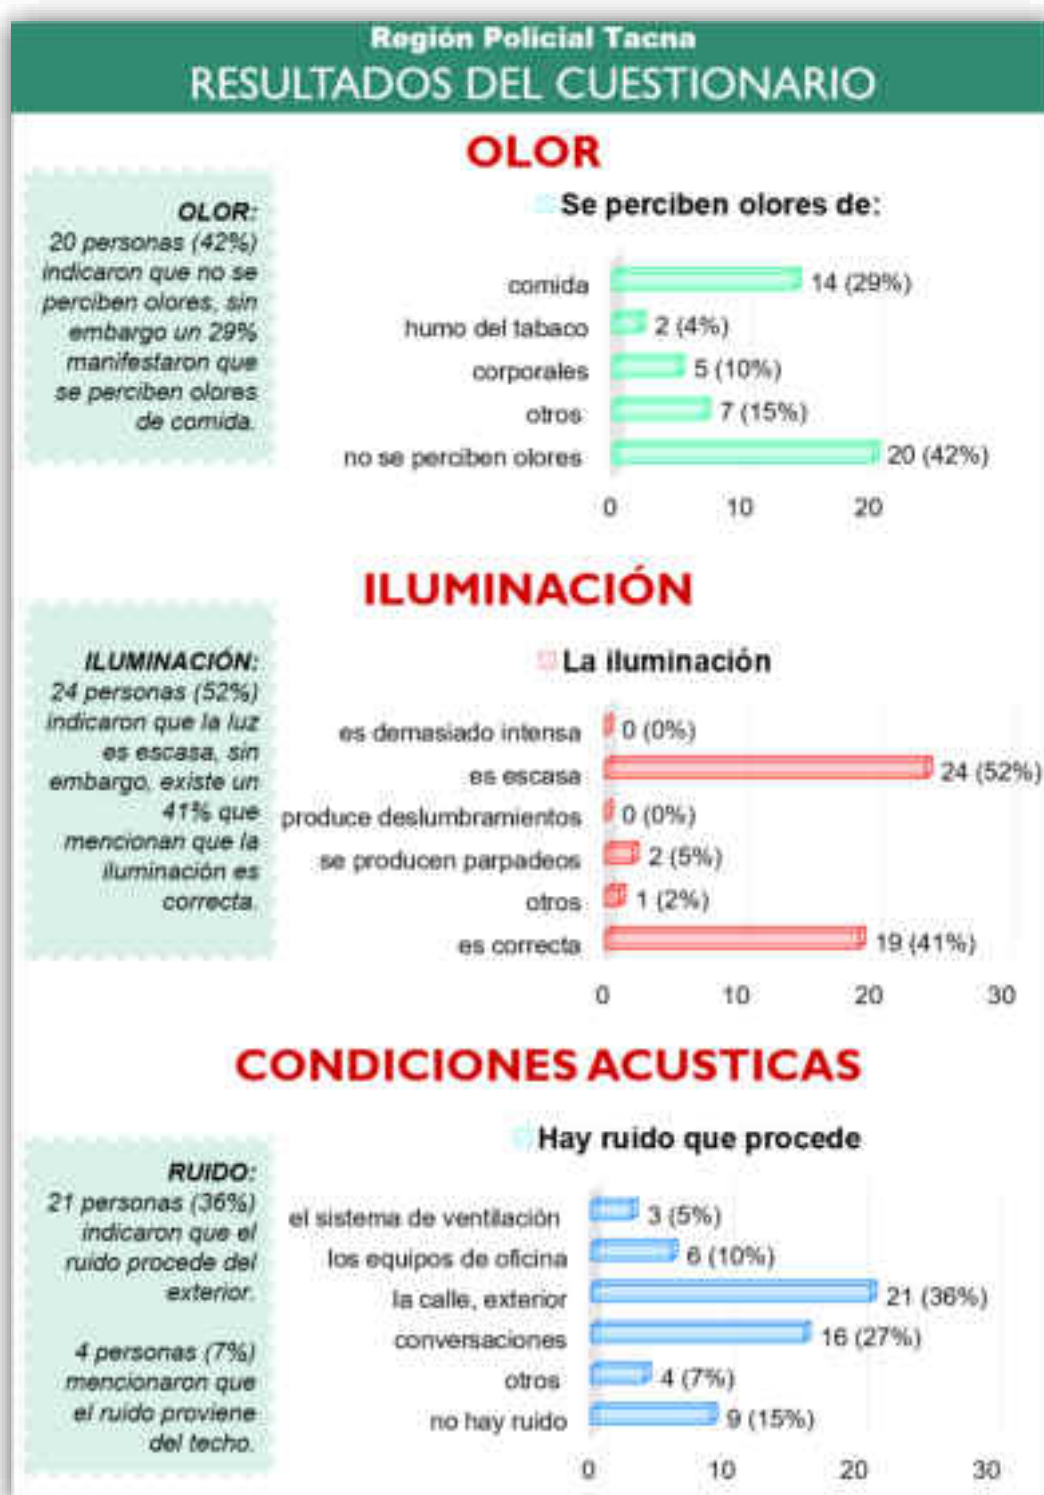 Región Policial Tacna
RESULTADOS DEL CUESTIONARIO
OLOR
OLOR:
20 personas (42%)
indicaron que no se
perciben olores, sin
embargo un 29%
manifestaron que
se perciben olores
de comida.
Se perciben olores de:
comida 14 (29%)
humo del tabaco 2 (4%)
corporales 5 (10%)
otros 7 (15%)
no se perciben olores 20 (42%)
0 10 20
ILUMINACIÓN
ILUMINACIÓN:
24 personas (52%)
indicaron que la luz
es escasa, sin
embargo, existe un
41% que
mencionan que la
iluminación es
correcta.
La iluminación
es demasiado intensa 0 (0%)
es escasa 24 (52%)
produce deslumbramientos 0 (0%)
se producen parpadeos 2 (5%)
otros 1 (2%)
es correcta 19 (41%)
0 10 20 30
CONDICIONES ACUSTICAS
RUIDO:
21 personas (36%)
indicaron que el
ruido procede del
exterior.
4 personas (7%)
mencionaron que
el ruido proviene
del techo.
Hay ruido que procede
el sistema de ventilación 3 (5%)
los equipos de oficina 6 (10%)
la calle, exterior 21 (36%)
conversaciones 16 (27%)
otros 4 (7%)
no hay ruido 9 (15%)
0 10 20 30